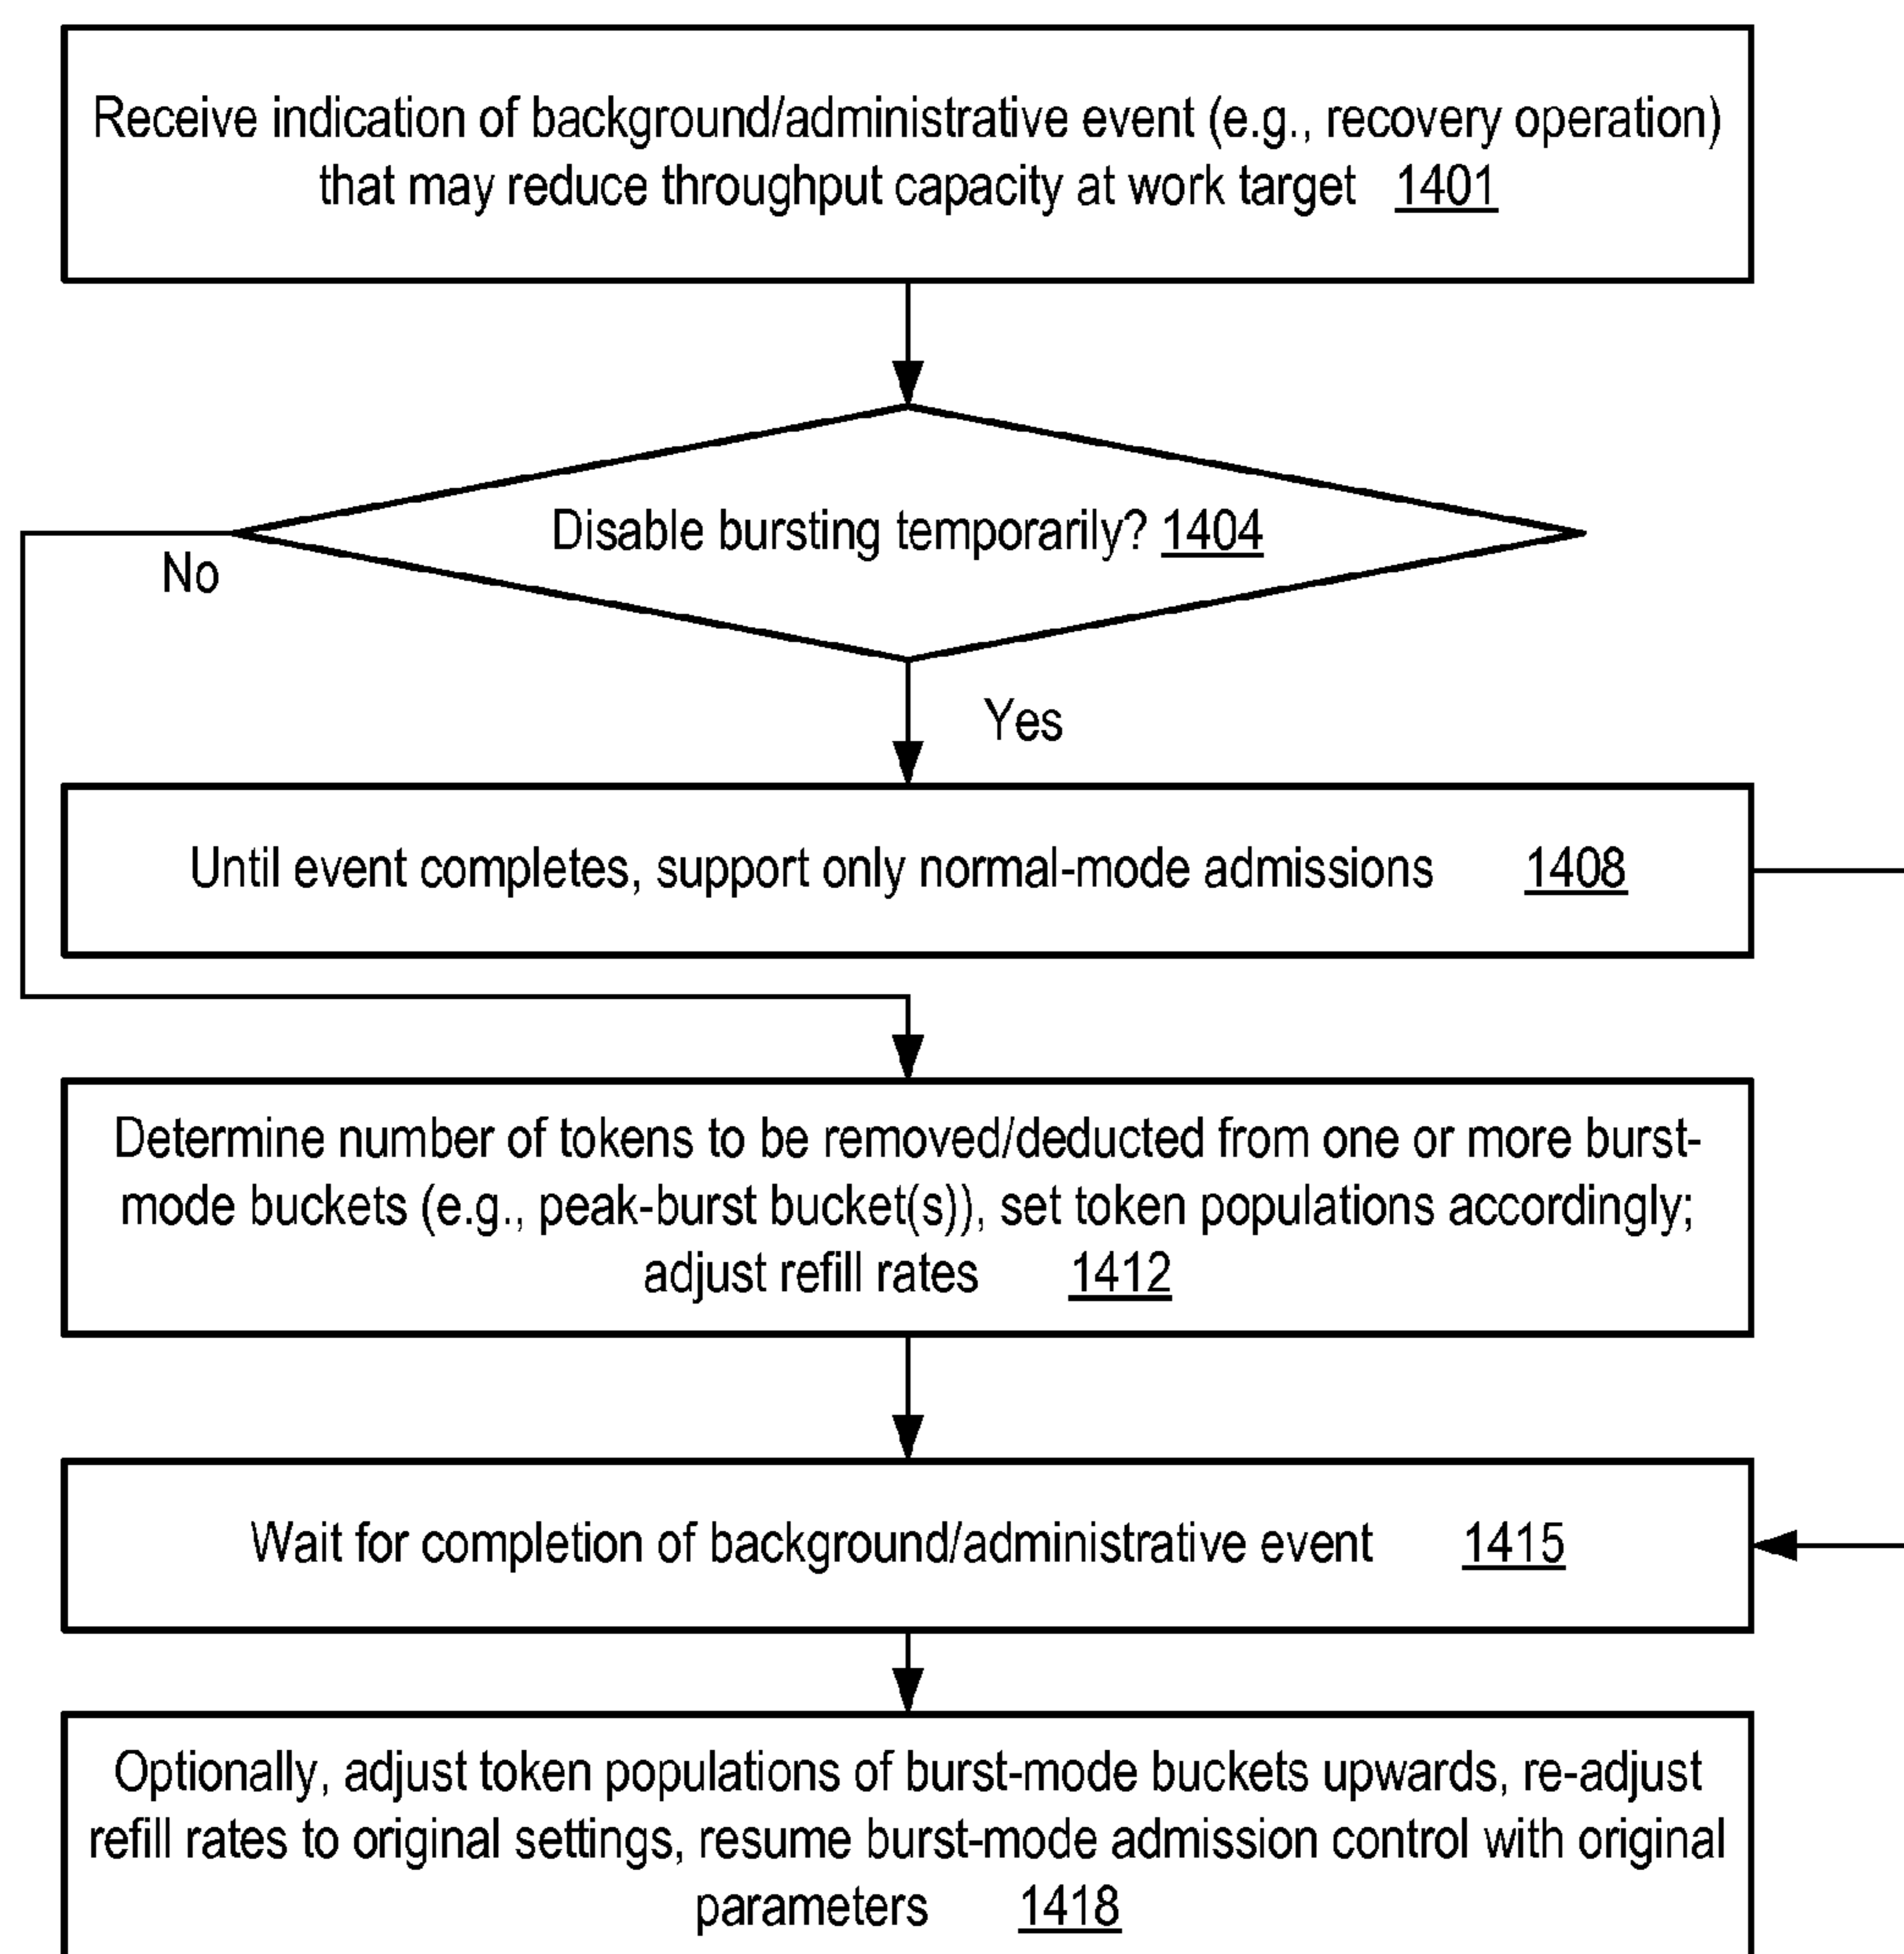 Receive indication of background/administrative event (e.g., recovery operation)
that may reduce throughput capacity at work target 1401
Disable bursting temporarily? 1404
No
Yes
Until event completes, support only normal-mode admissions 1408
Determine number of tokens to be removed/deducted from one or more burst-
mode buckets (e.g., peak-burst bucket(s)), set token populations accordingly;
adjust refill rates 1412
Wait for completion of background/administrative event 1415
Optionally, adjust token populations of burst-mode buckets upwards, re-adjust
refill rates to original settings, resume burst-mode admission control with original
parameters 1418